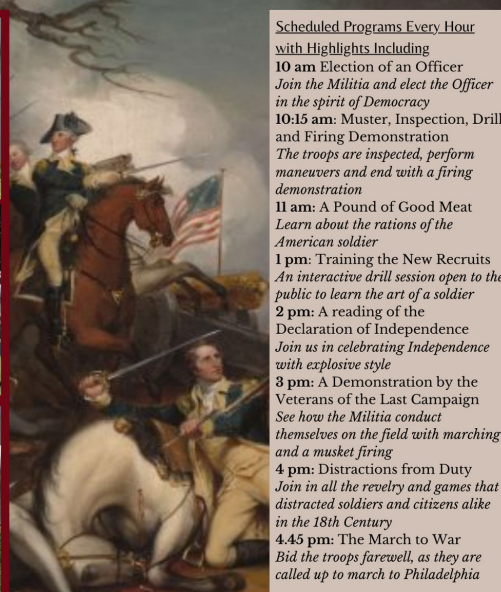 Scheduled Programs Every Hour
with Highlights Including
10 am Election of an Officer
Join the Militia and elect the Officer
in the spirit of Democracy
10:15 am: Muster, Inspection, Drill
and Firing Demonstration
The troops are inspected, perform
maneuvers and end with a firing
demonstration
11 am: A Pound of Good Meat
Learn about the rations of the
American soldier
1 pm: Training the New Recruits
An interactive drill session open to the
public to learn the art of a soldier
2 pm: A reading of the
Declaration of Independence
Join us in celebrating Independence
with explosive style
3 pm: A Demonstration by the
Veterans of the Last Campaign
See how the Militia conduct
themselves on the field with marching
and a musket firing
4 pm: Distractions from Duty
Join in all the revelry and games that
distracted soldiers and citizens alike
in the 18th Century
4.45 pm: The March to War
Bid the troops farewell, as they are
called up to march to Philadelphia